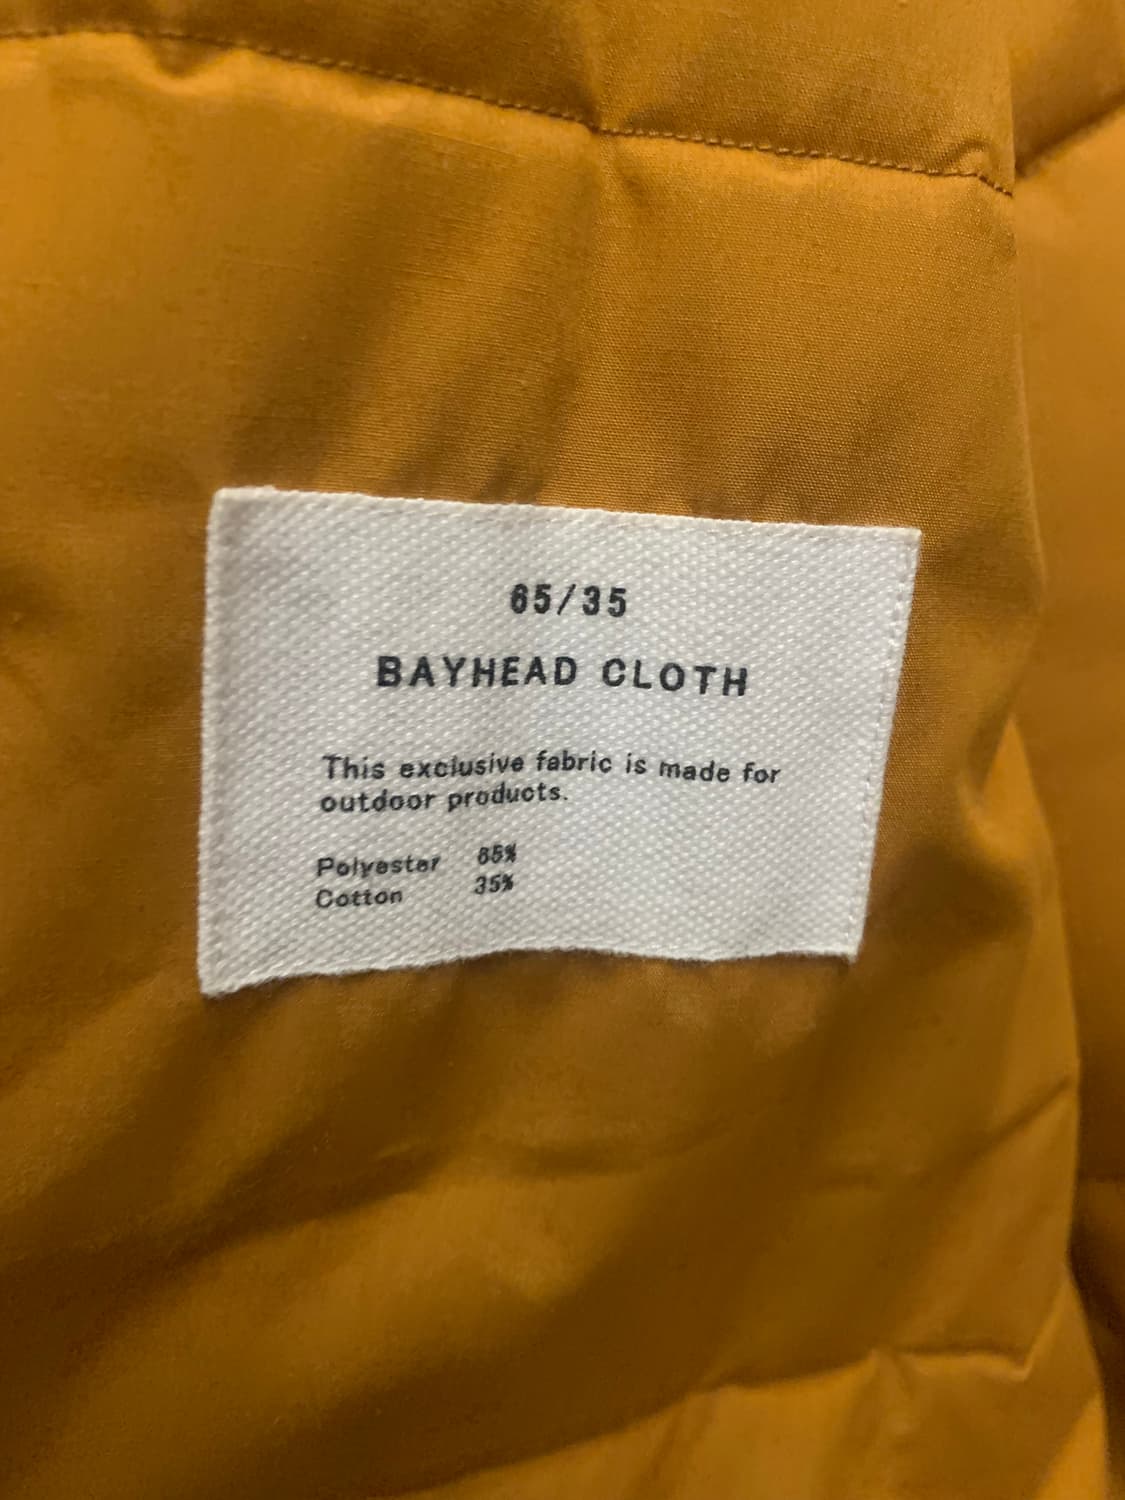 65/35
BAYHEAD CLOTH
This exclusive fabric is made for
outdoor products.
Polyester 65%
Cotton 35%